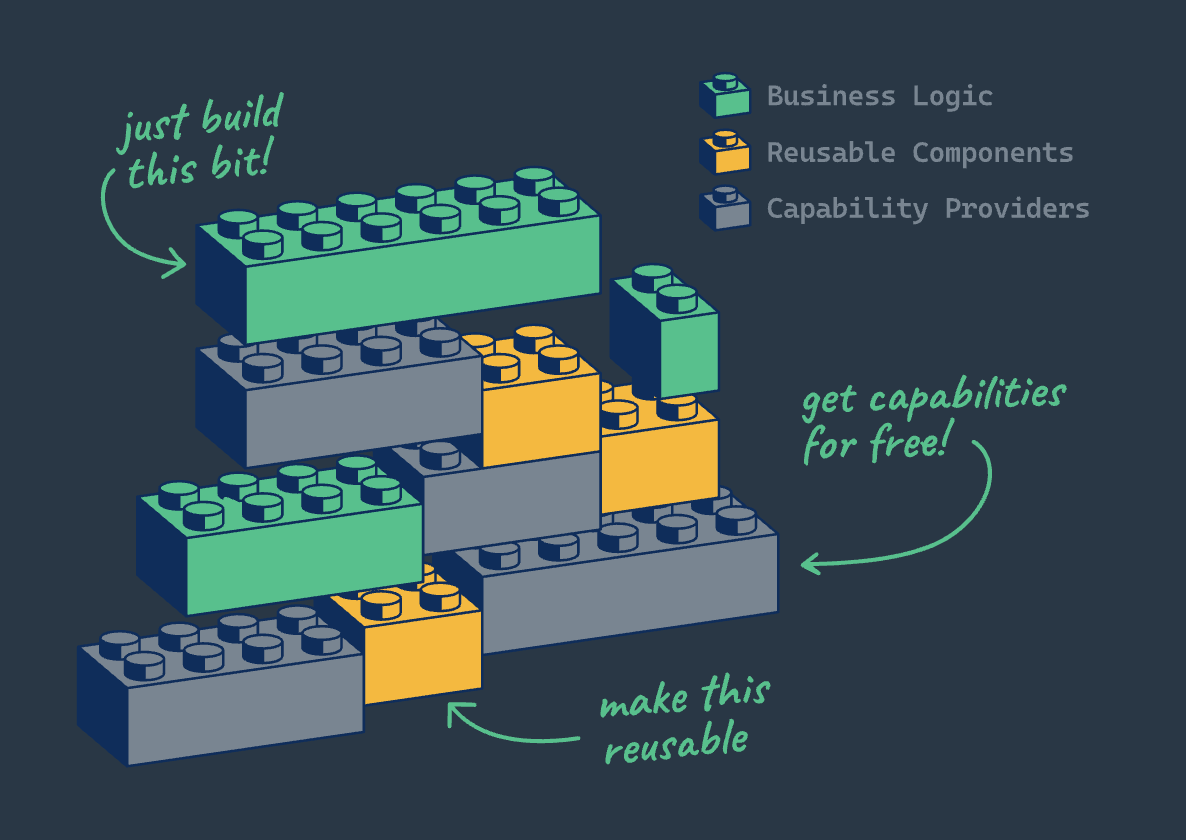 just build
this bit!
Business Logic
Reusable Components
Capability Providers
get capabilities
for free!
make this
reusable